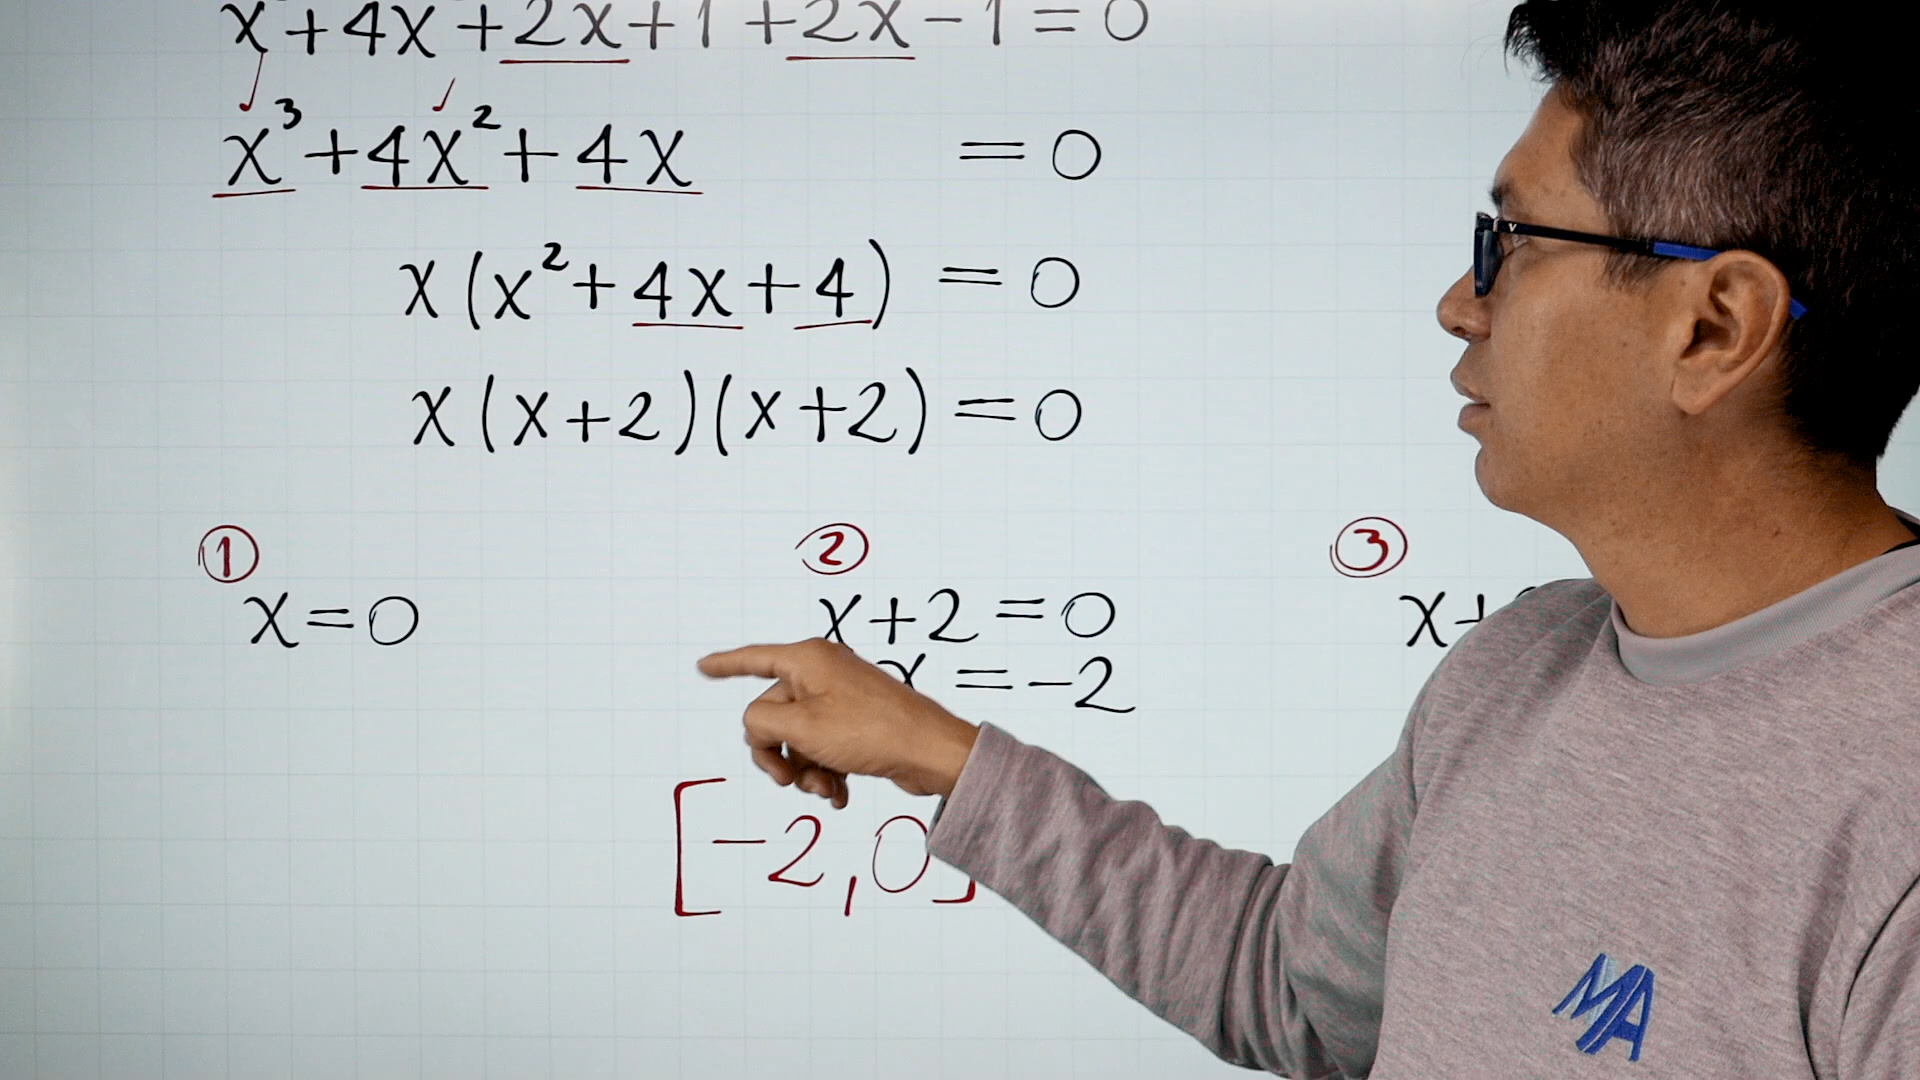 x+4x+2x+1+2x-1=0
x³+4x²+4x =0
x(x²+4x+4)=0
x(x+2)(x+2)=0
① ② ③
x=0 x+2=0 x+
x=-2
[-2,0]
MA